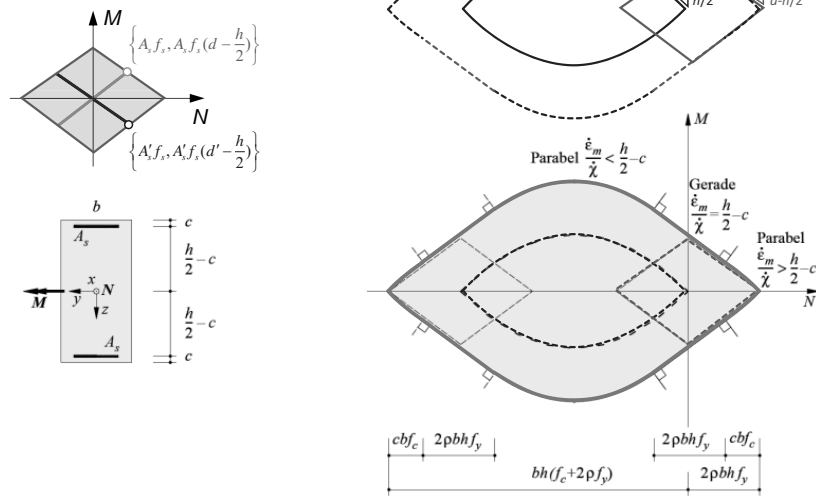 M
{A_s f_s, A_s f_s(d − h/2)}
N
{A'_s f_s, A'_s f_s(d' − h/2)}
b
c
A_s
h/2 − c
x
M
y
N
z
h/2 − c
A_s
c
h/2
d-h/2
M
Parabel ε̇_m/χ̇ < h/2 − c
Gerade
ε̇_m/χ̇ = h/2 − c
Parabel
ε̇_m/χ̇ > h/2 − c
N
cbf_c 2ρbhf_y 2ρbhf_y cbf_c
bh(f_c+2ρf_y) 2ρbhf_y